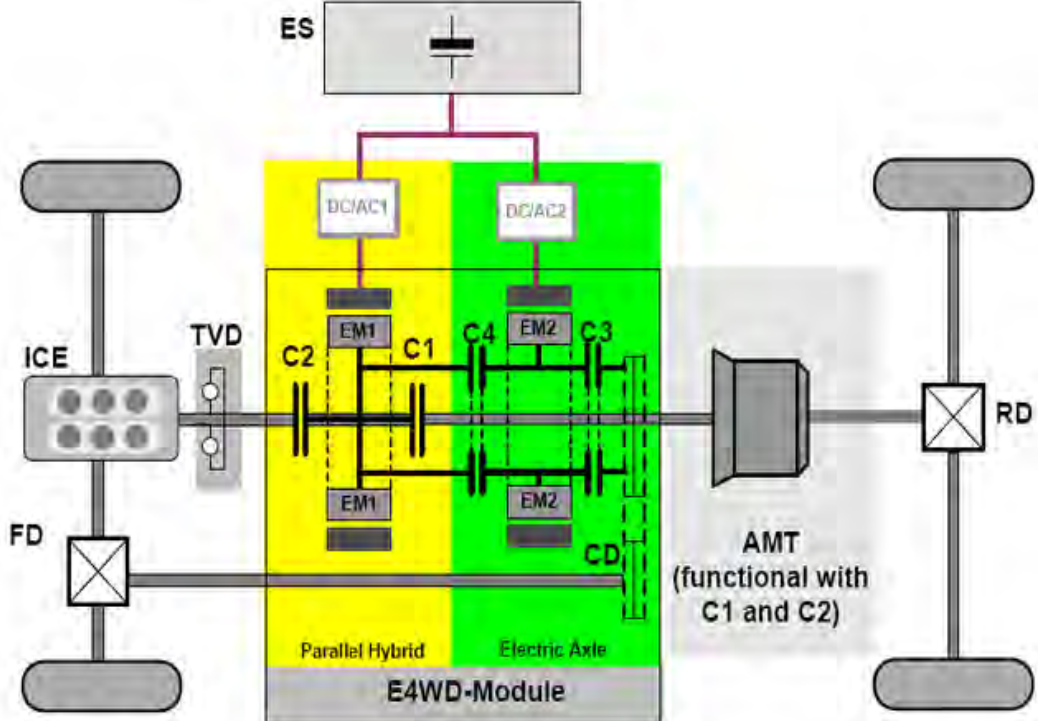 ES
DC/AC1
DC/AC2
TVD
ICE
EM1
C2
C1
C4
EM2
C3
RD
EM1
EM2
FD
CD
AMT
(functional with
C1 and C2)
Parallel Hybrid
Electric Axle
E4WD-Module